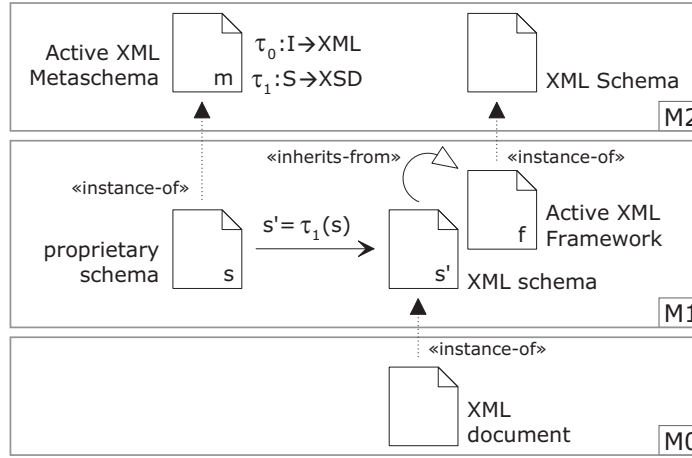 Active XML
Metaschema
m
τ0:I→XML
τ1:S→XSD
XML Schema
M2
«inherits-from»
«instance-of»
«instance-of»
proprietary
schema
s
s'= τ1(s)
s'
XML schema
f
Active XML
Framework
M1
«instance-of»
XML
document
M0